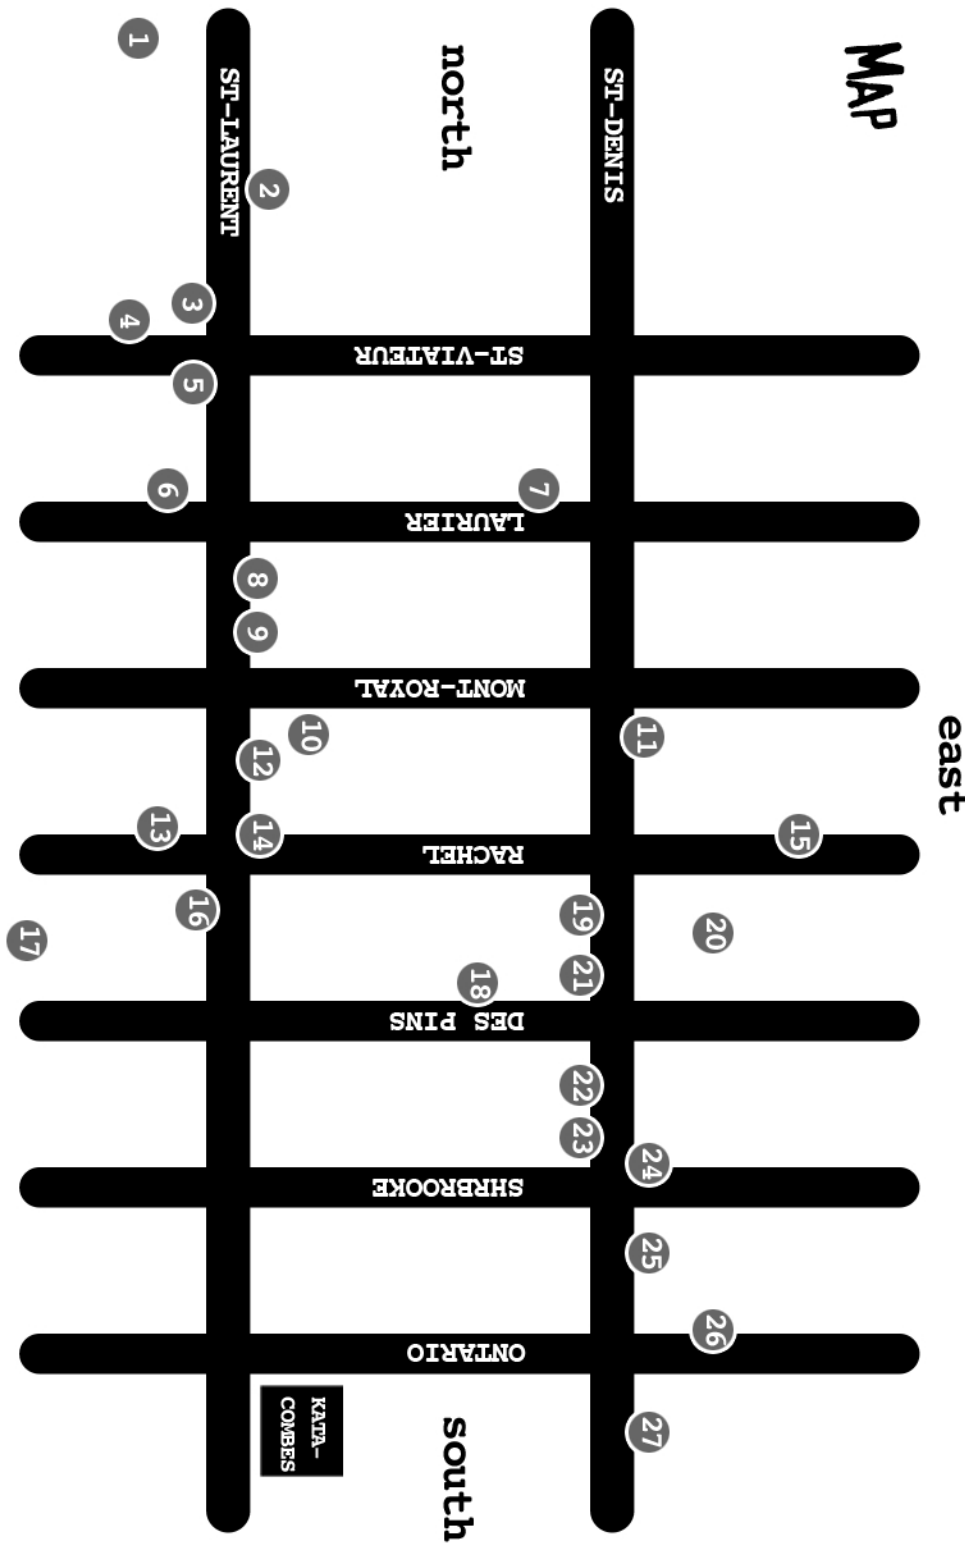 MAP
north
ST-LAURENT
ST-DENIS
1
2
3
4
ST-VIATEUR
5
6
7
LAURIER
8
9
MONT-ROYAL
10
11
east
12
13
14
15
RACHEL
16
17
18
19
20
21
DES PINS
22
23
24
SHRBROOKE
25
26
ONTARIO
KATA-
COMBES
south
27